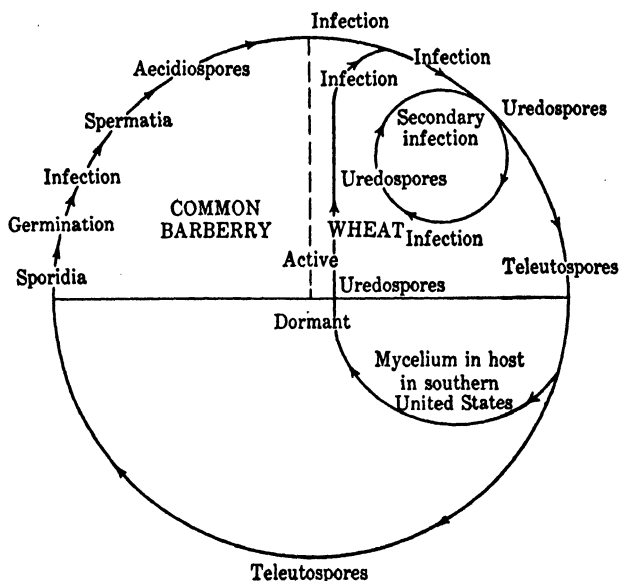 Infection
Infection
Aecidiospores
Infection
Uredospores
Spermatia
Secondary
infection
Infection
Uredospores
COMMON
BARBERRY
Germination
WHEAT
Infection
Active
Teleutospores
Sporidia
Uredospores
Dormant
Mycelium in host
in southern
United States
Teleutospores